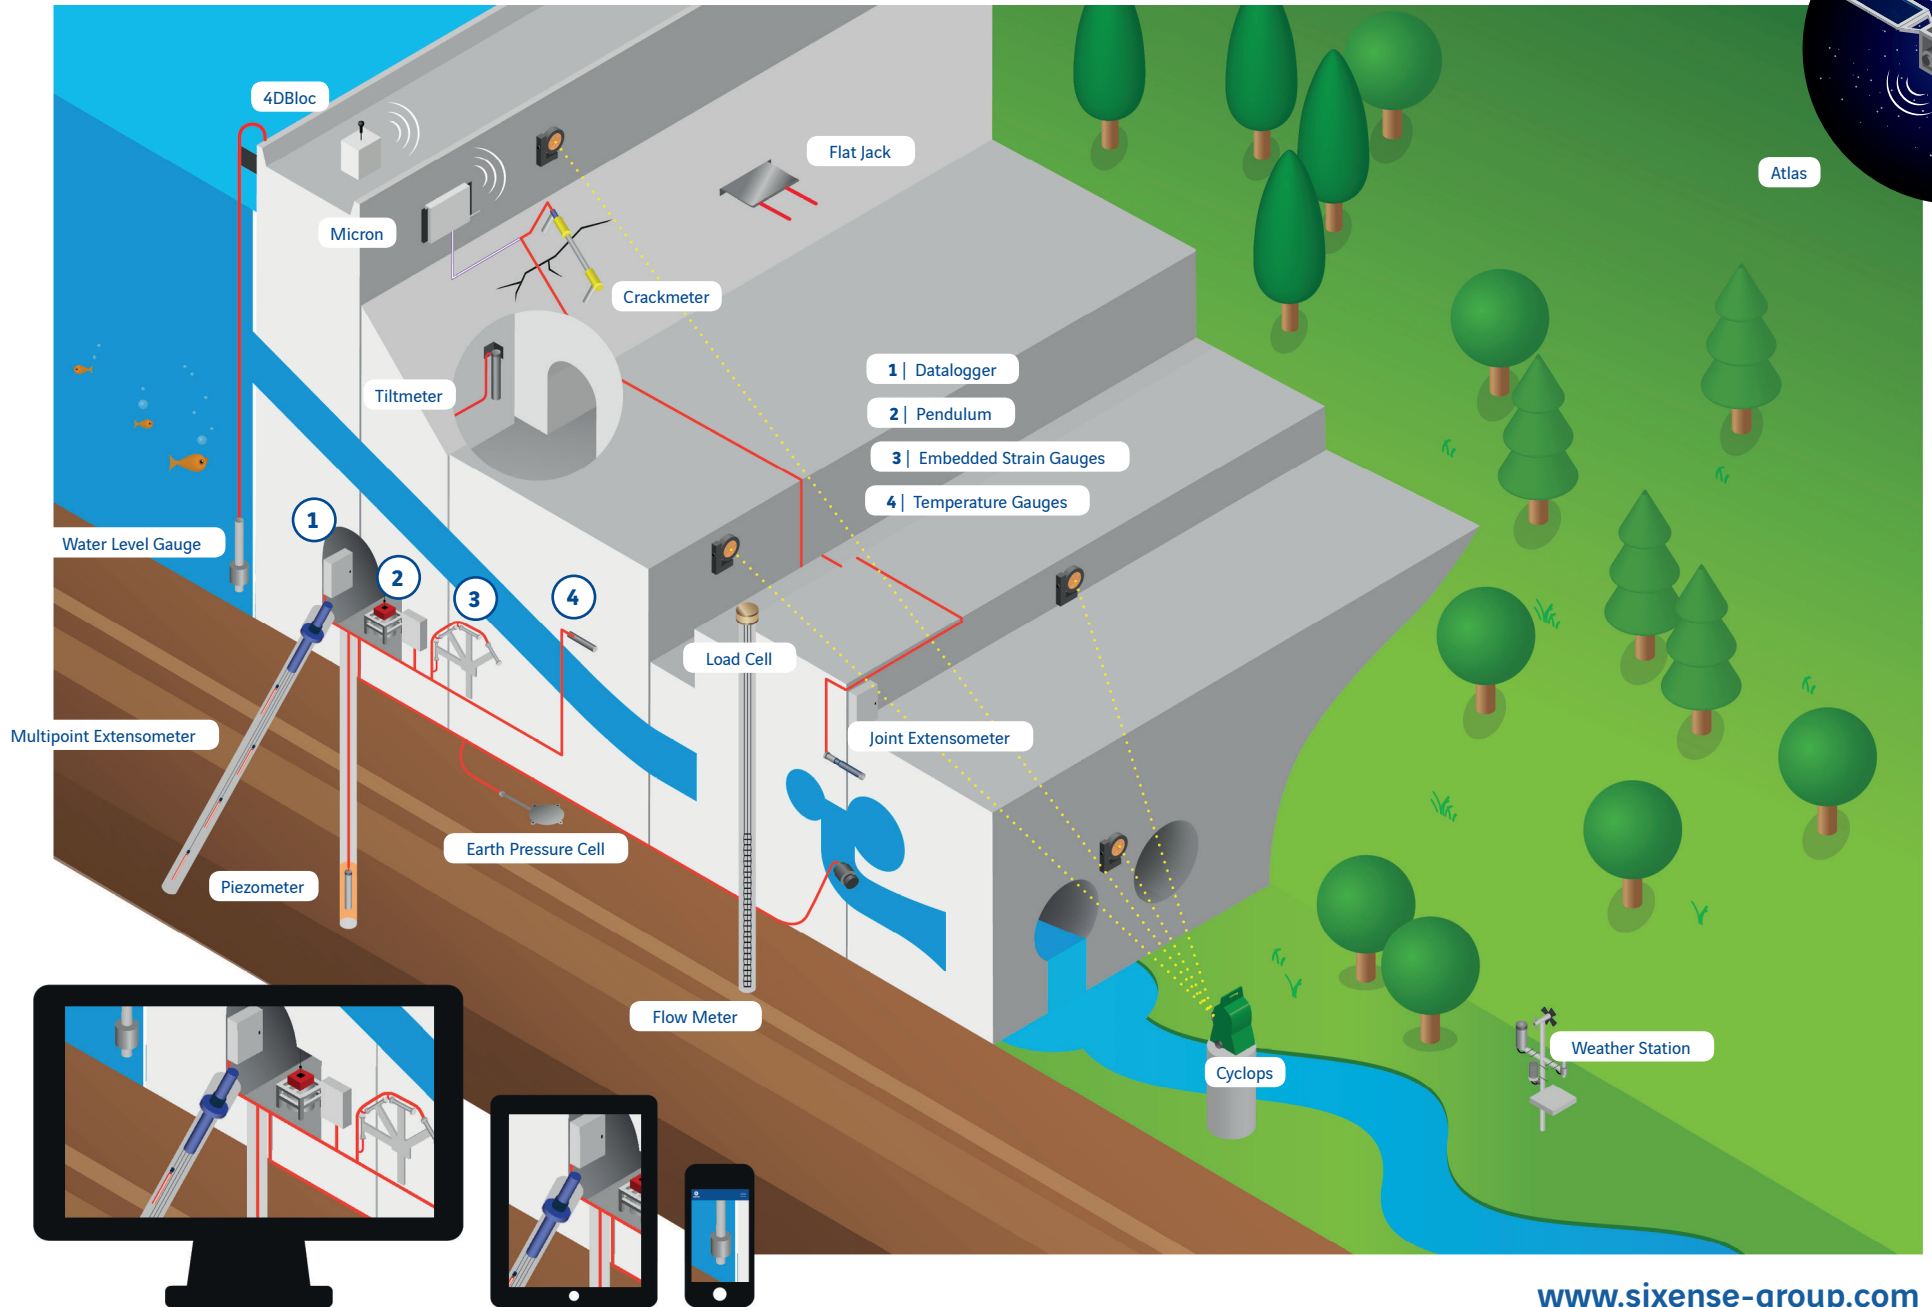 4DBloc
Flat Jack
Atlas
Micron
Crackmeter
Tiltmeter
1 | Datalogger
2 | Pendulum
3 | Embedded Strain Gauges
4 | Temperature Gauges
1
Water Level Gauge
2
3
4
Load Cell
Multipoint Extensometer
Joint Extensometer
Earth Pressure Cell
Piezometer
Flow Meter
Weather Station
Cyclops
www.sixense-group.com